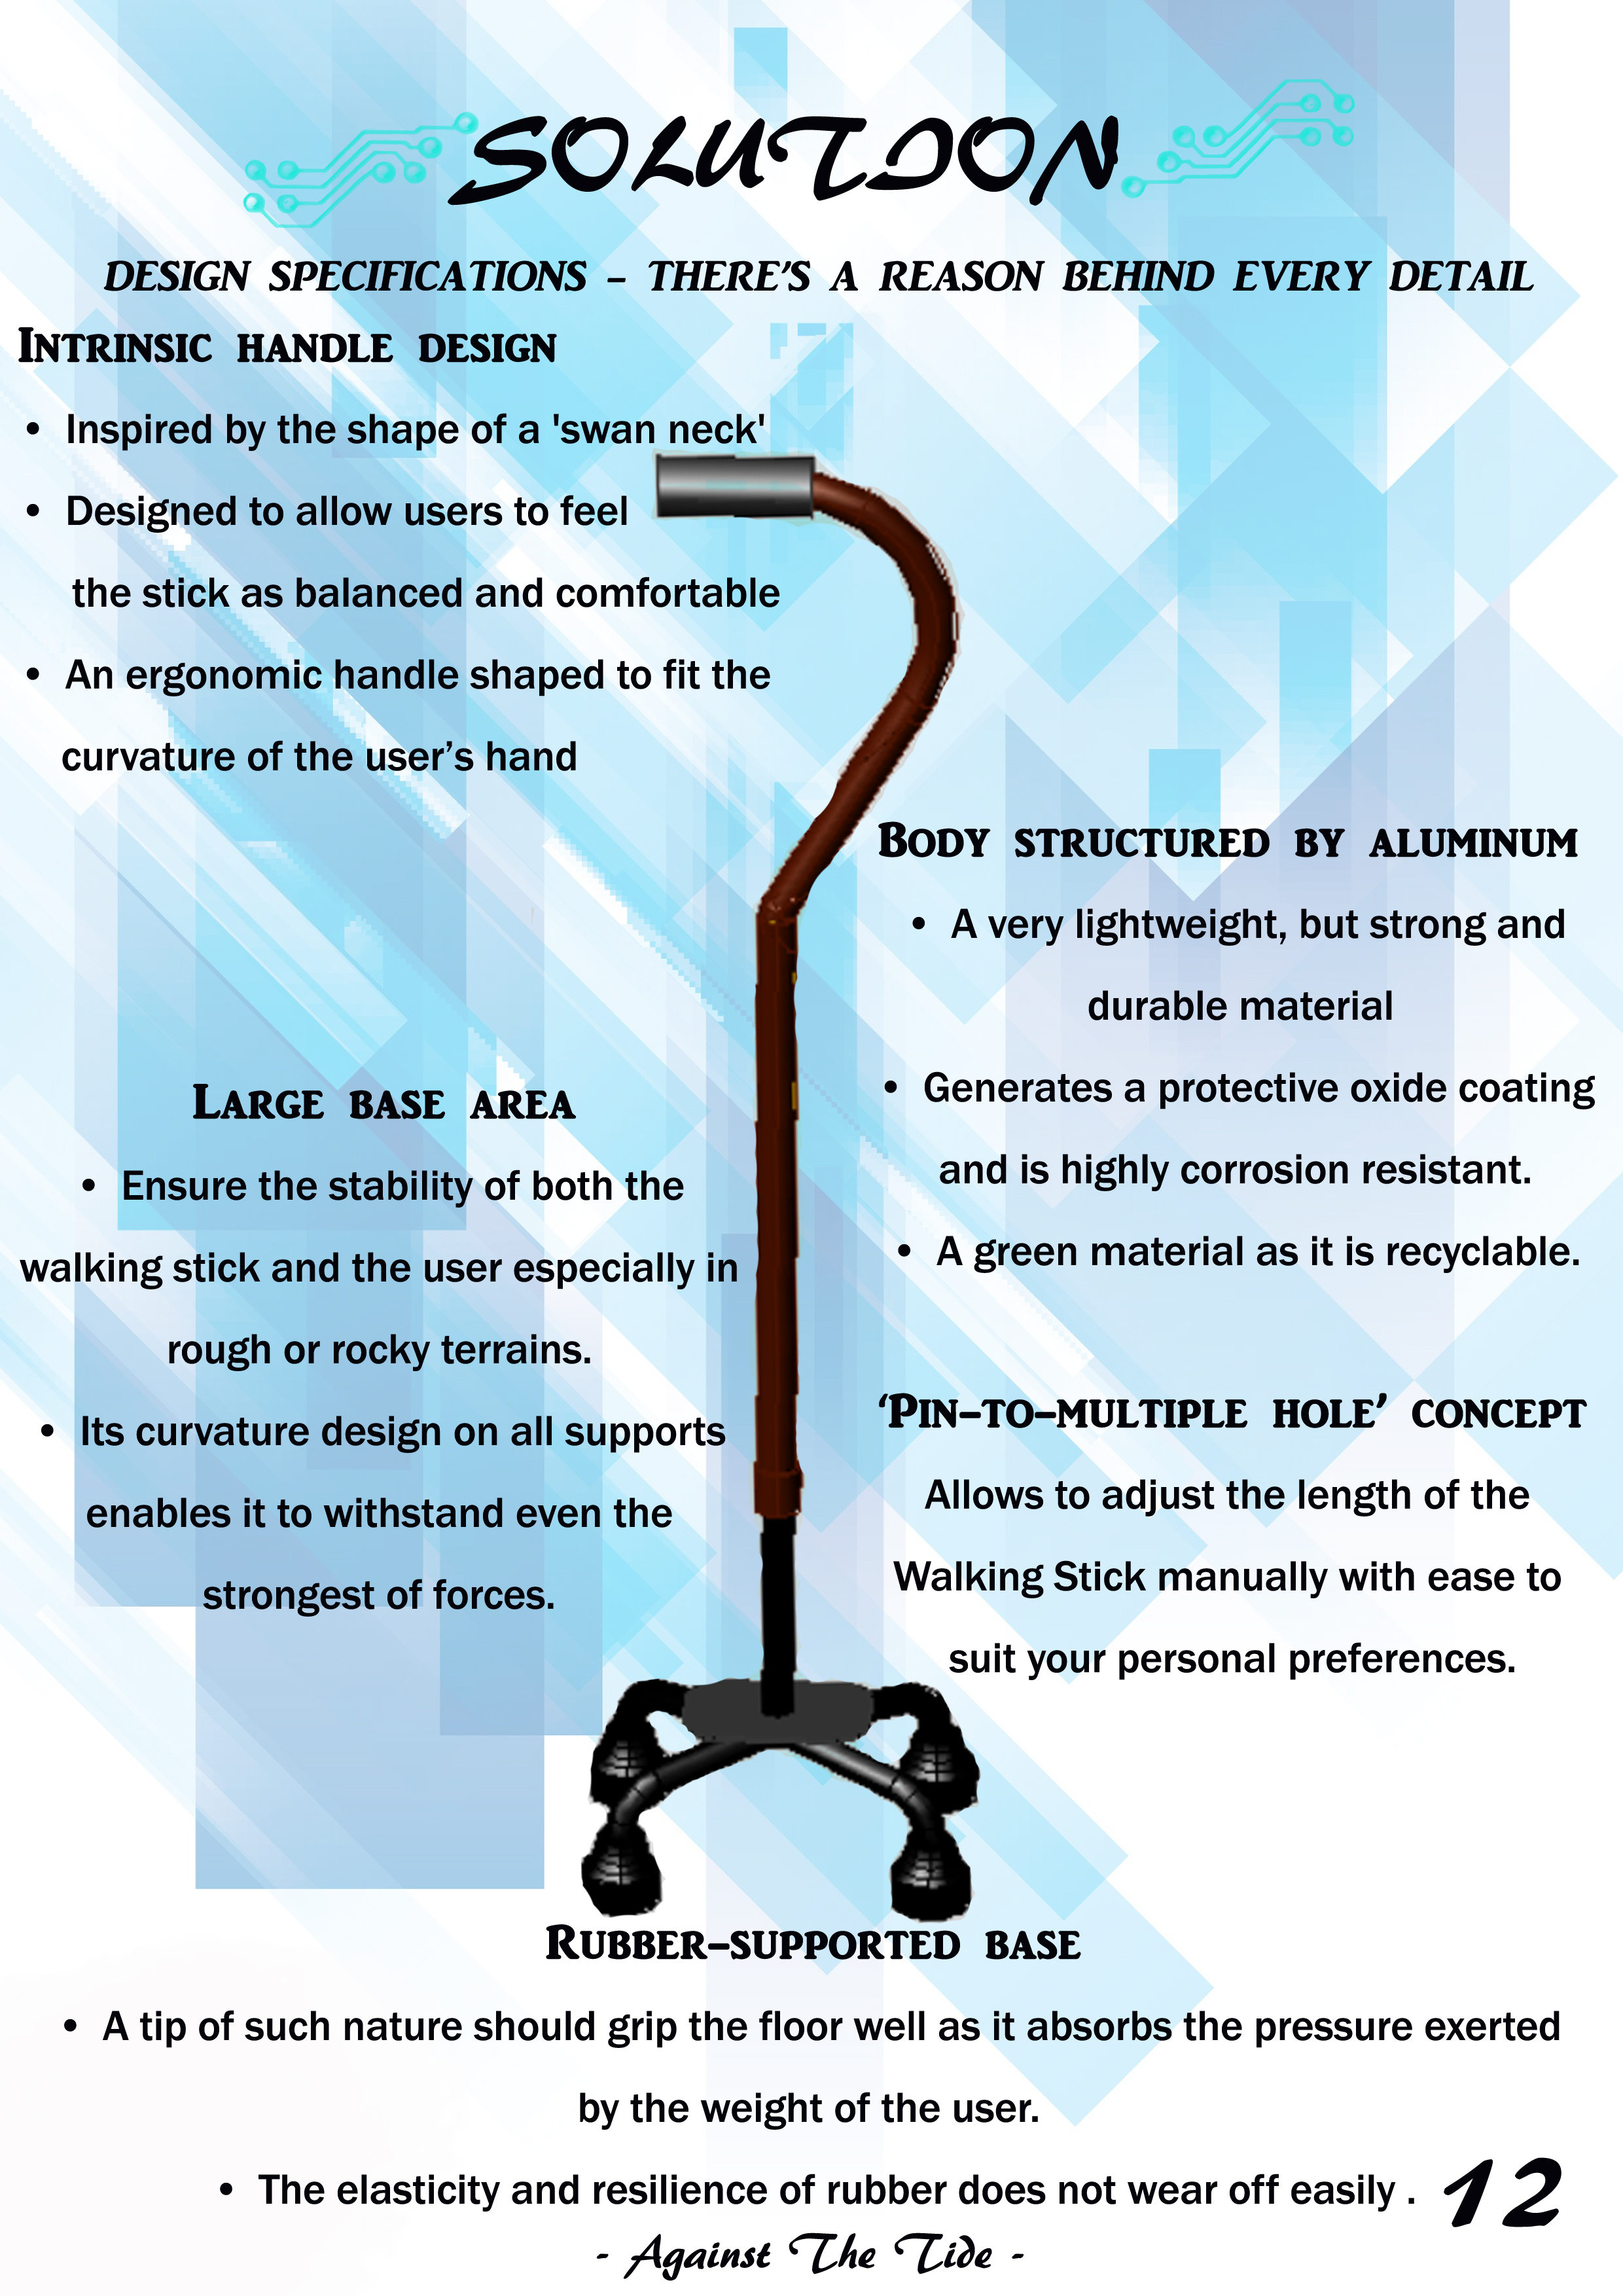 SOLUTION
DESIGN SPECIFICATIONS – THERE'S A REASON BEHIND EVERY DETAIL
INTRINSIC HANDLE DESIGN
• Inspired by the shape of a 'swan neck'
• Designed to allow users to feel
the stick as balanced and comfortable
• An ergonomic handle shaped to fit the
curvature of the user’s hand
BODY STRUCTURED BY ALUMINUM
• A very lightweight, but strong and
durable material
• Generates a protective oxide coating
and is highly corrosion resistant.
• A green material as it is recyclable.
LARGE BASE AREA
• Ensure the stability of both the
walking stick and the user especially in
rough or rocky terrains.
• Its curvature design on all supports
enables it to withstand even the
strongest of forces.
‘PIN–TO–MULTIPLE HOLE’ CONCEPT
Allows to adjust the length of the
Walking Stick manually with ease to
suit your personal preferences.
RUBBER–SUPPORTED BASE
• A tip of such nature should grip the floor well as it absorbs the pressure exerted
by the weight of the user.
• The elasticity and resilience of rubber does not wear off easily .
12
- Against The Tide -